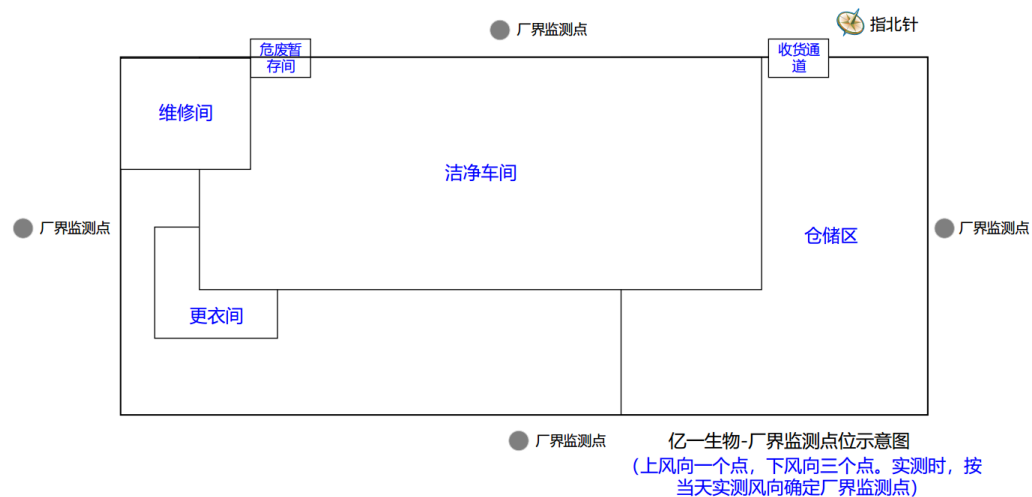 厂界监测点
指北针
危废暂
存间
收货通
道
维修间
洁净车间
厂界监测点
厂界监测点
仓储区
更衣间
厂界监测点
亿一生物-厂界监测点位示意图
（上风向一个点，下风向三个点。实测时，按
当天实测风向确定厂界监测点）